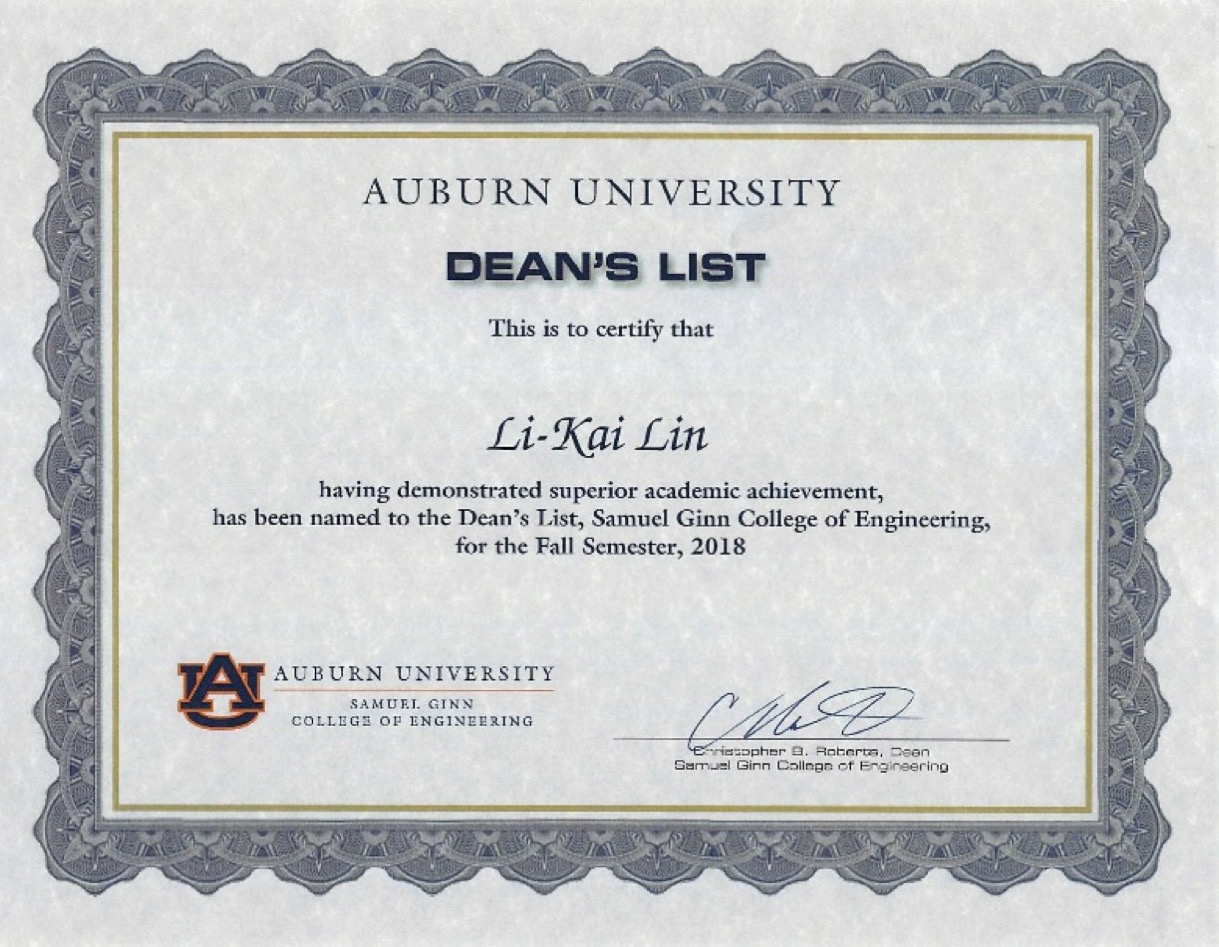 AUBURN UNIVERSITY
DEAN'S LIST
This is to certify that
Li-Kai Lin
having demonstrated superior academic achievement,
has been named to the Dean's List, Samuel Ginn College of Engineering,
for the Fall Semester, 2018
AUBURN UNIVERSITY
SAMUEL GINN
COLLEGE OF ENGINEERING
Christopher B. Roberts, Dean
Samuel Ginn College of Engineering